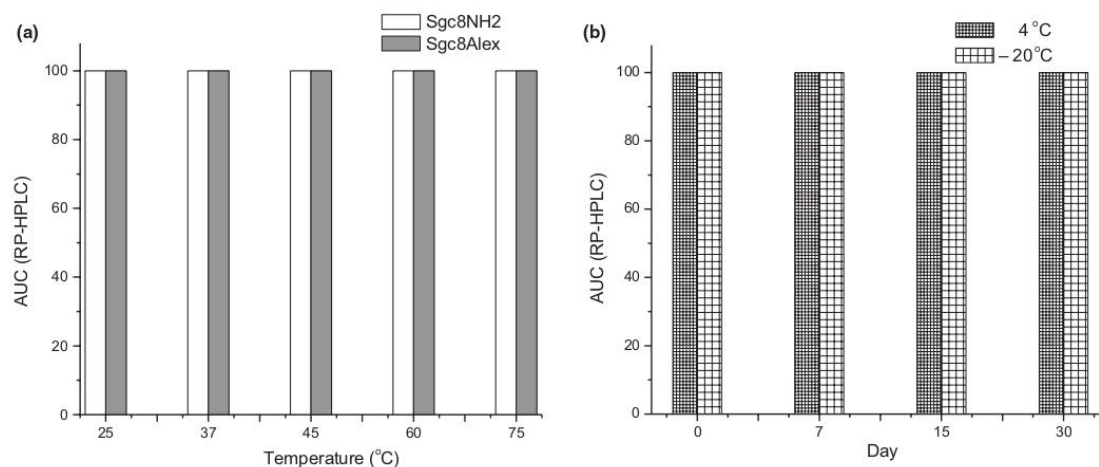 (a)
Sgc8NH2
Sgc8Alex
100
80
60
40
20
0
AUC (RP-HPLC)
25 37 45 60 75
Temperature (°C)
(b)
4 °C
– 20°C
100
80
60
40
20
0
AUC (RP-HPLC)
0 7 15 30
Day